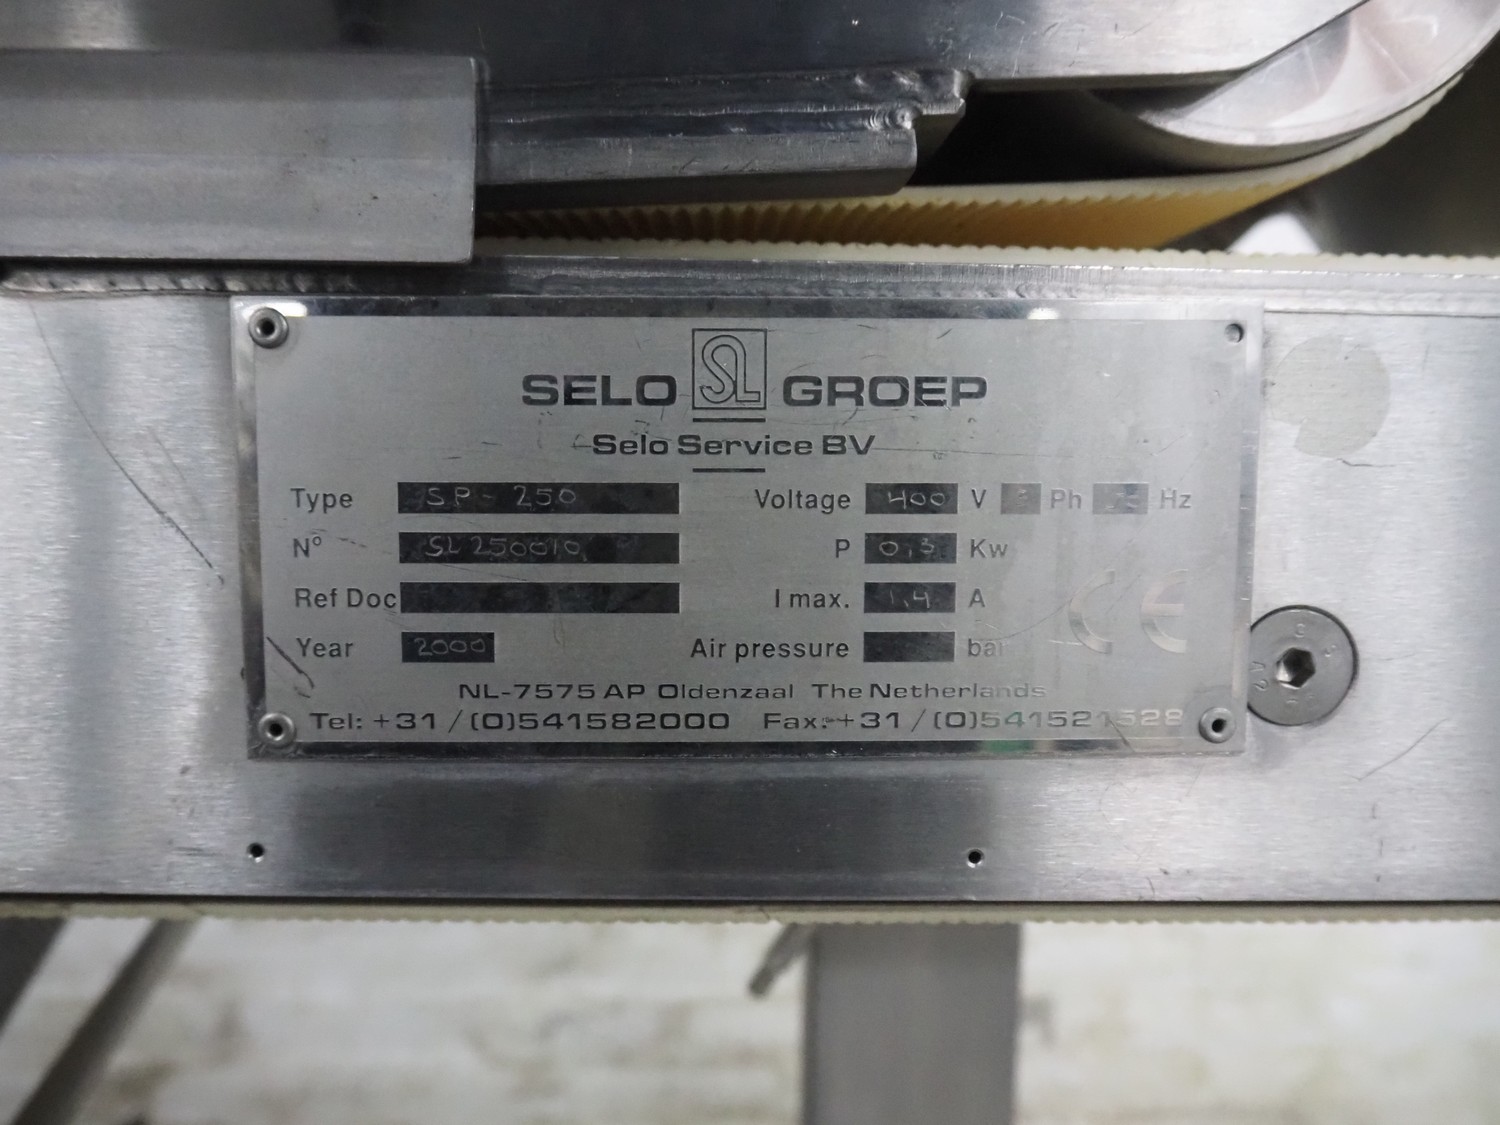 SELO SL GROEP
Selo Service BV
Type SP-250 Voltage 400 V Ph Hz
Nº SL250010 P 0,3 Kw
Ref Doc I max. 1,4 A
Year 2000 Air pressure bar
NL-7575 AP Oldenzaal The Netherlands
Tel: +31/(0)541582000 Fax: +31/(0)541521528
CE